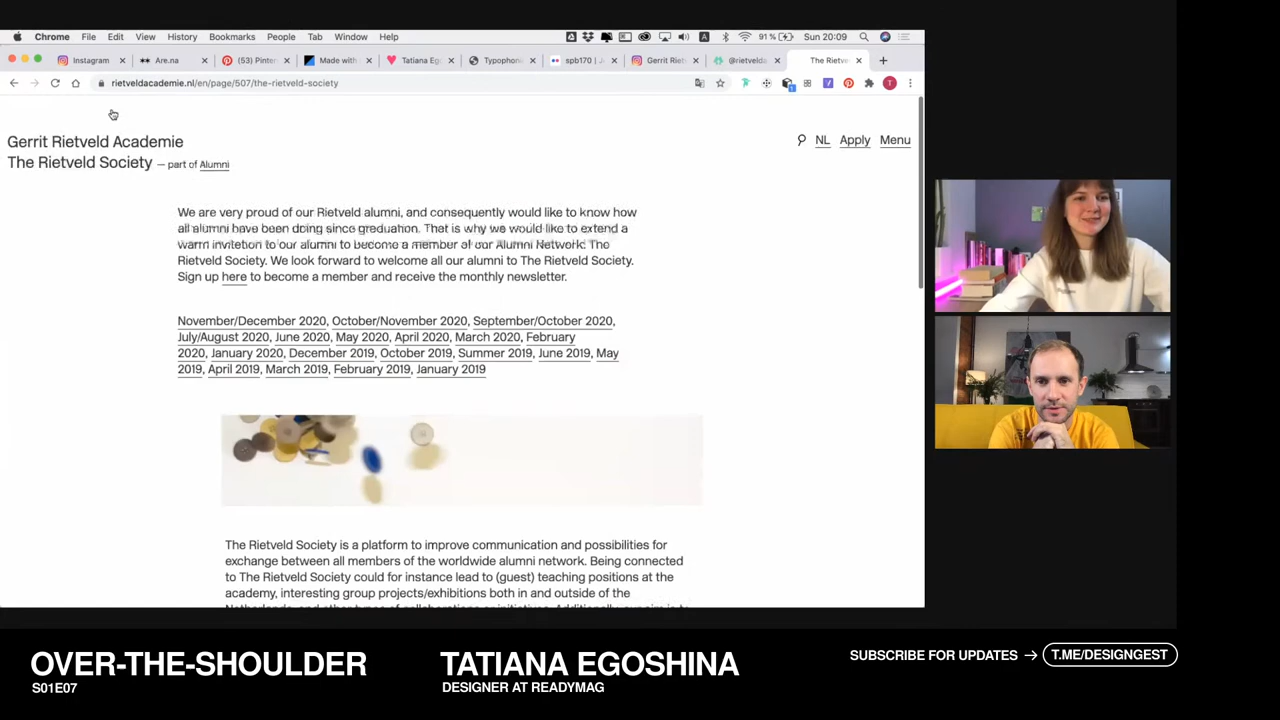 Chrome File Edit View History Bookmarks People Tab Window Help
91% Sun 20:09
Instagram
Are.na
(53) Pinter
Made with
Tatiana Eg
Typophonic
spb170 | J
Gerrit Riet
@rietvelda
The Rietve
rietveldacademie.nl/en/page/507/the-rietveld-society
T
Gerrit Rietveld Academie
NL Apply Menu
The Rietveld Society — part of Alumni
We are very proud of our Rietveld alumni, and consequently would like to know how
all alumni have been doing since graduation. That is why we would like to extend a
warm invitation to our alumni to become a member at our Alumni Network: The
Rietveld Society. We look forward to welcome all our alumni to The Rietveld Society.
Sign up here to become a member and receive the monthly newsletter.
November/December 2020, October/November 2020, September/October 2020,
July/August 2020, June 2020, May 2020, April 2020, March 2020, February
2020, January 2020, December 2019, October 2019, Summer 2019, June 2019, May
2019, April 2019, March 2019, February 2019, January 2019
The Rietveld Society is a platform to improve communication and possibilities for
exchange between all members of the worldwide alumni network. Being connected
to The Rietveld Society could for instance lead to (guest) teaching positions at the
academy, interesting group projects/exhibitions both in and outside of the
OVER-THE-SHOULDER
S01E07
TATIANA EGOSHINA
DESIGNER AT READYMAG
SUBSCRIBE FOR UPDATES → T.ME/DESIGNGEST